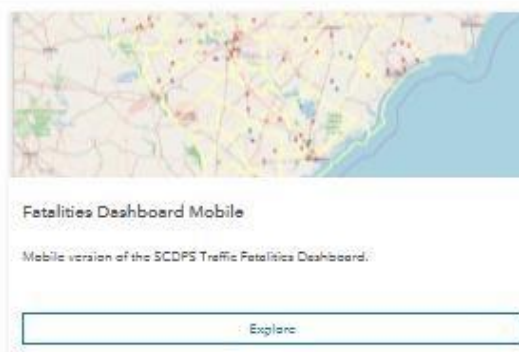 Fatalities Dashboard Mobile
Mobile version of the SCDPS Traffic Fatalities Dashboard.
Explore